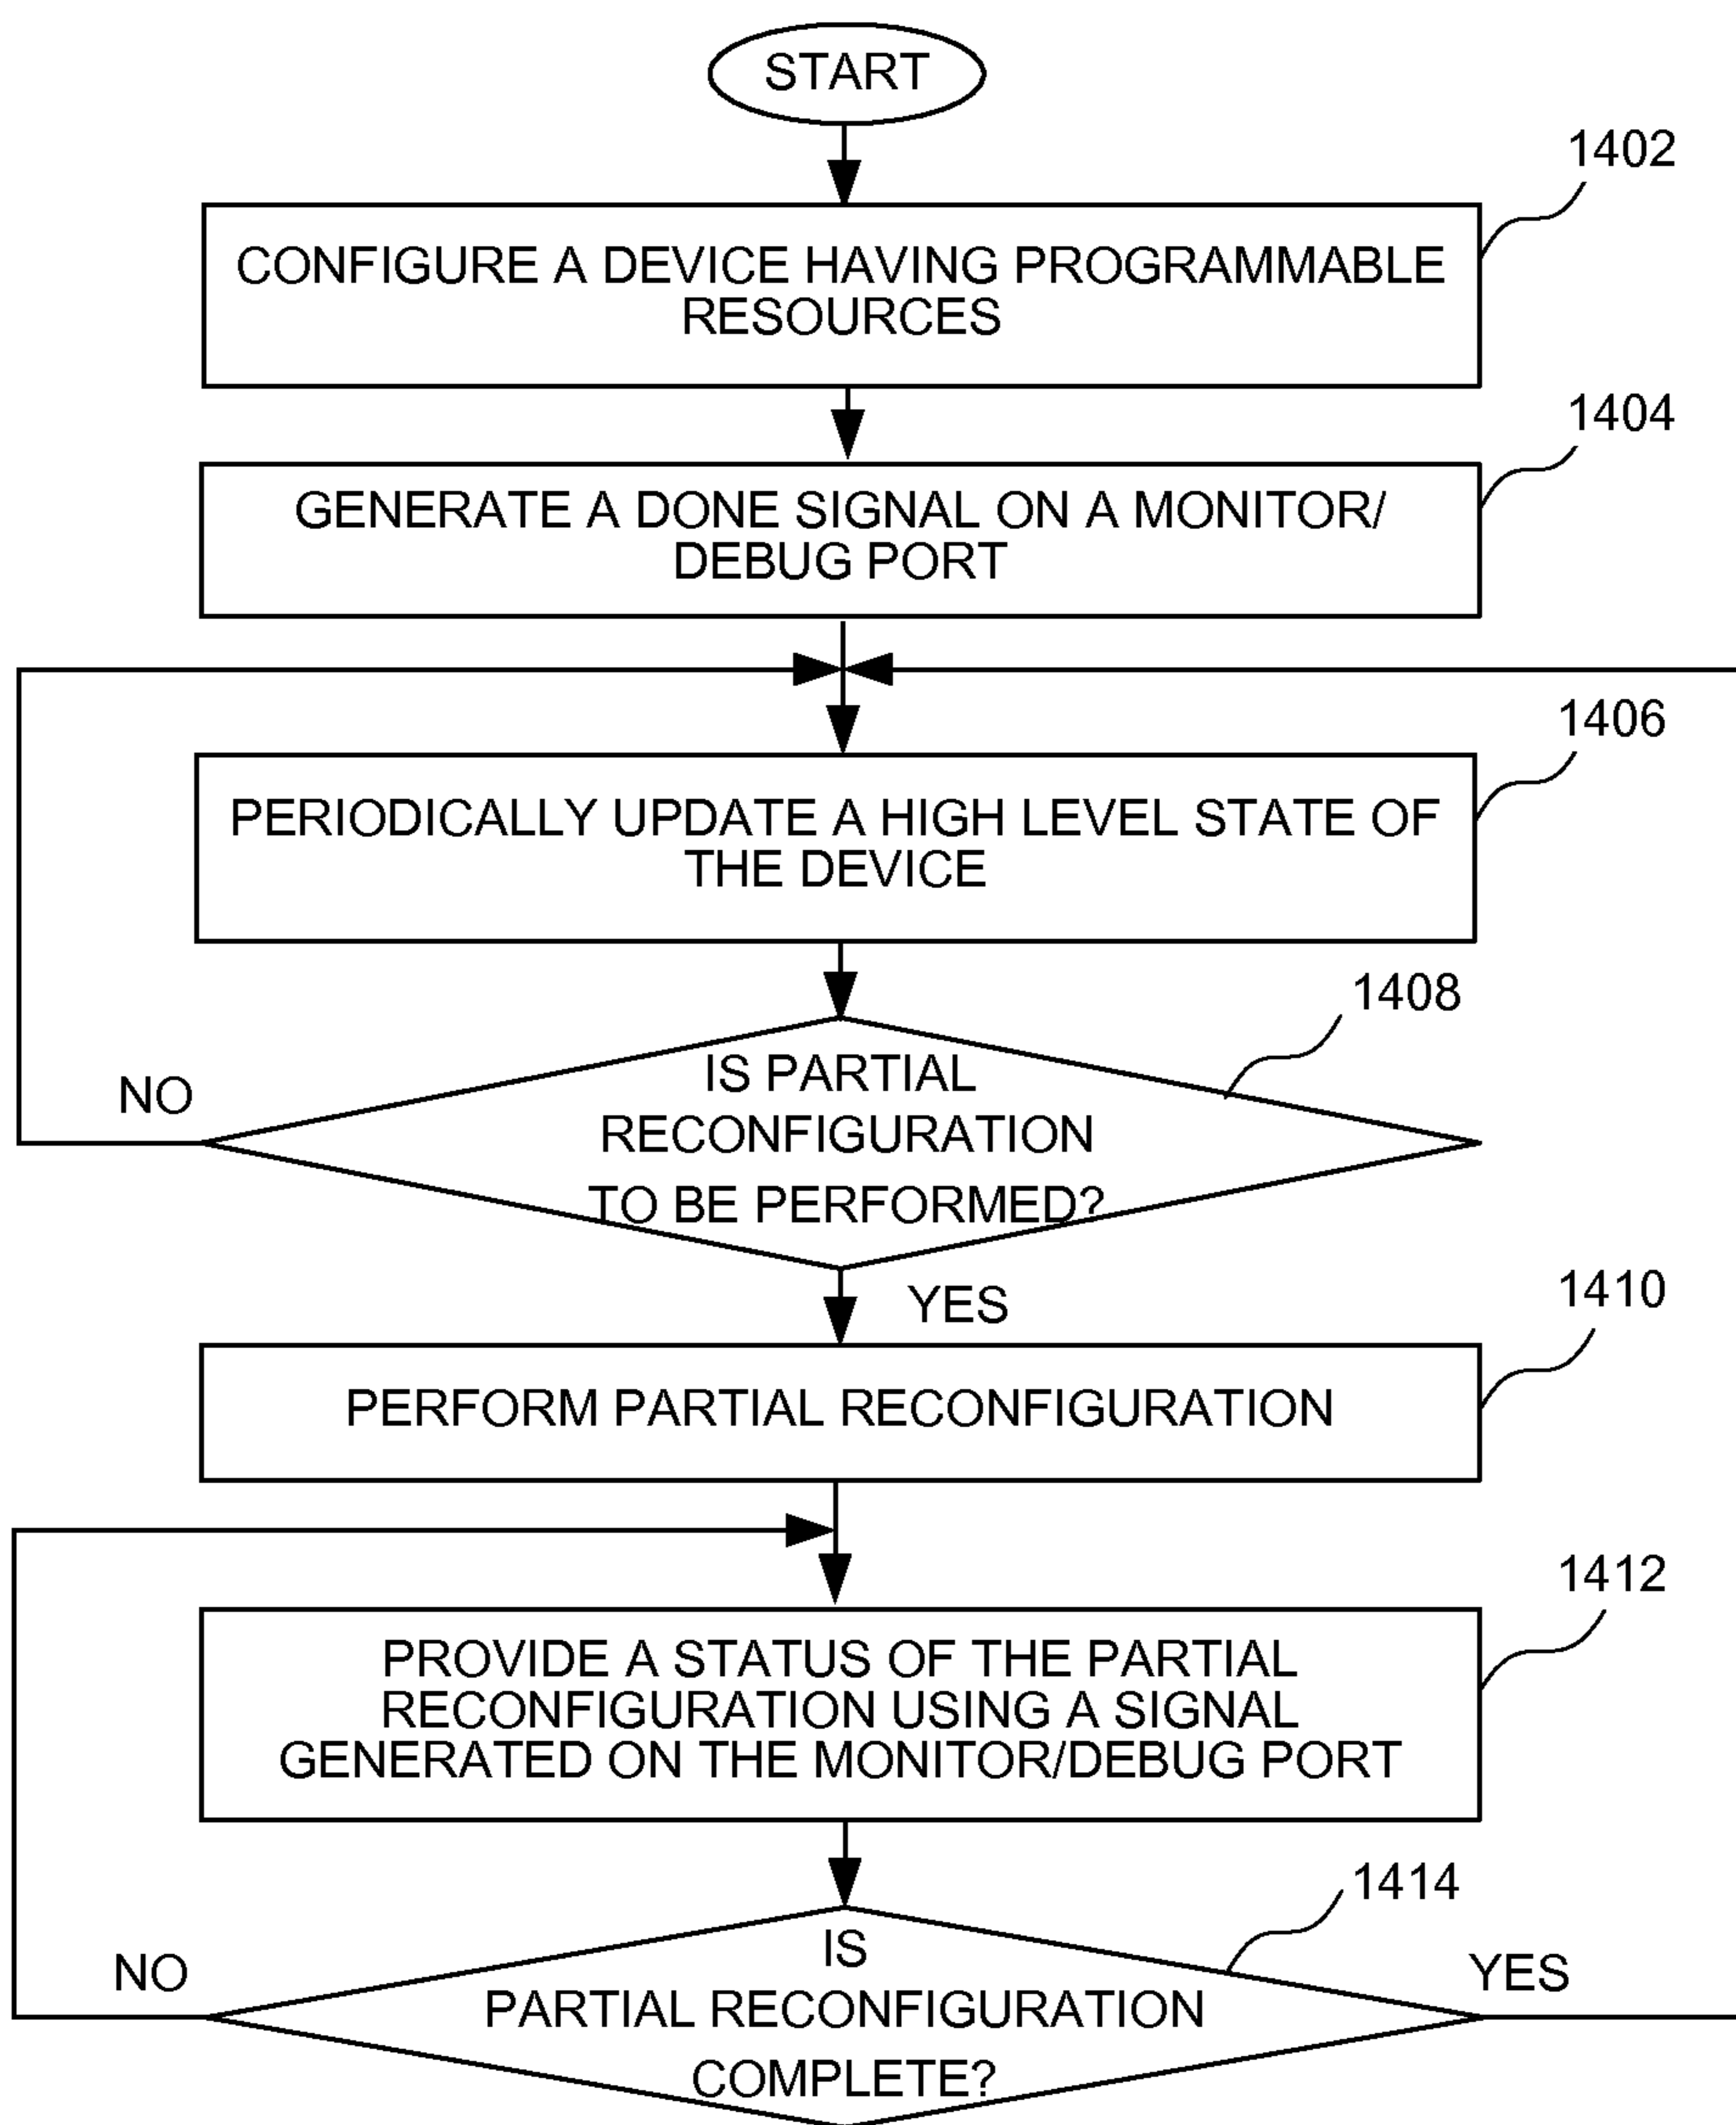 START
1402
CONFIGURE A DEVICE HAVING PROGRAMMABLE
RESOURCES
1404
GENERATE A DONE SIGNAL ON A MONITOR/
DEBUG PORT
1406
PERIODICALLY UPDATE A HIGH LEVEL STATE OF
THE DEVICE
1408
IS PARTIAL
RECONFIGURATION
TO BE PERFORMED?
NO
YES
1410
PERFORM PARTIAL RECONFIGURATION
1412
PROVIDE A STATUS OF THE PARTIAL
RECONFIGURATION USING A SIGNAL
GENERATED ON THE MONITOR/DEBUG PORT
1414
IS
PARTIAL RECONFIGURATION
COMPLETE?
NO
YES